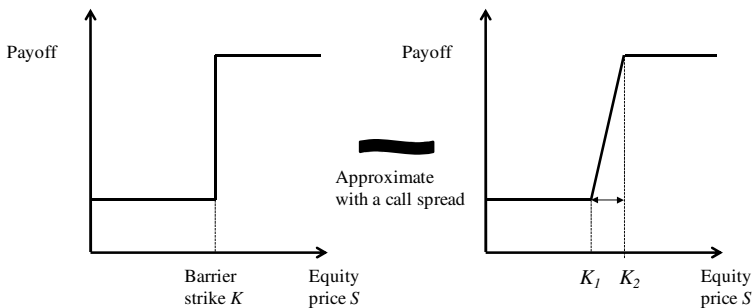 Payoff
Barrier
strike K
Equity
price S
Approximate
with a call spread
Payoff
K1
K2
Equity
price S